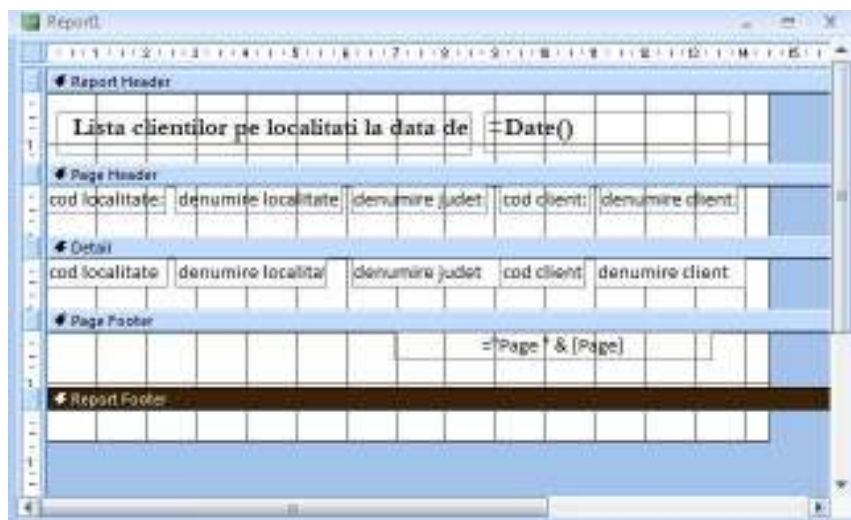 Report1
Report Header
Lista clientilor pe localitati la data de =Date()
Page Header
cod localitate: denumire localitate denumire judet: cod client: denumire client
Detail
cod localitate denumire localita denumire judet cod client denumire client
Page Footer
="Page " & [Page]
Report Footer